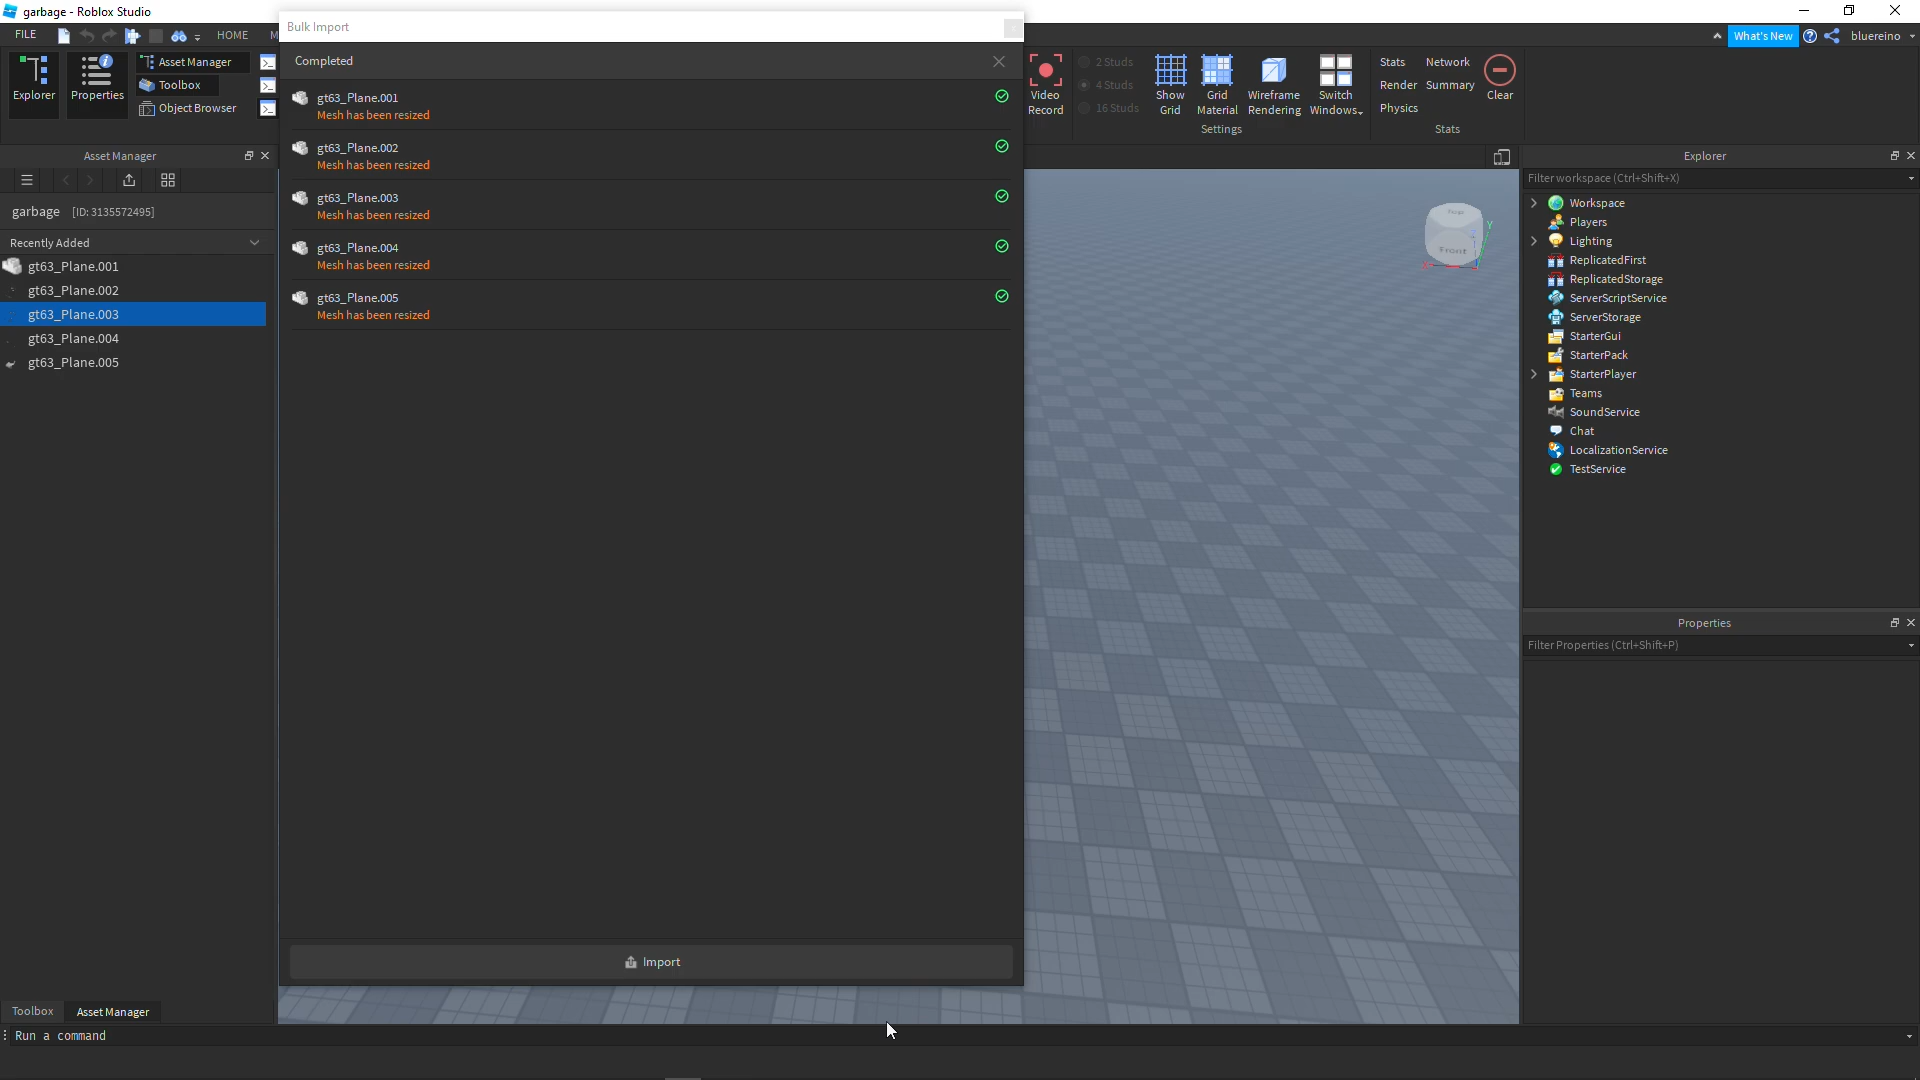 garbage - Roblox Studio
FILE
HOME
M
What's New
bluereino
Explorer
Properties
Asset Manager
Toolbox
Object Browser
Video
Record
2 Studs
4 Studs
16 Studs
Show
Grid
Grid
Material
Wireframe
Rendering
Switch
Windows
Settings
Stats
Network
Render
Summary
Physics
Clear
Stats
Asset Manager
garbage [ID: 3135572495]
Recently Added
gt63_Plane.001
gt63_Plane.002
gt63_Plane.003
gt63_Plane.004
gt63_Plane.005
Toolbox
Asset Manager
Run a command
Bulk Import
Completed
gt63_Plane.001
Mesh has been resized
gt63_Plane.002
Mesh has been resized
gt63_Plane.003
Mesh has been resized
gt63_Plane.004
Mesh has been resized
gt63_Plane.005
Mesh has been resized
Import
Front
Y
Z
X
Explorer
Filter workspace (Ctrl+Shift+X)
Workspace
Players
Lighting
ReplicatedFirst
ReplicatedStorage
ServerScriptService
ServerStorage
StarterGui
StarterPack
StarterPlayer
Teams
SoundService
Chat
LocalizationService
TestService
Properties
Filter Properties (Ctrl+Shift+P)